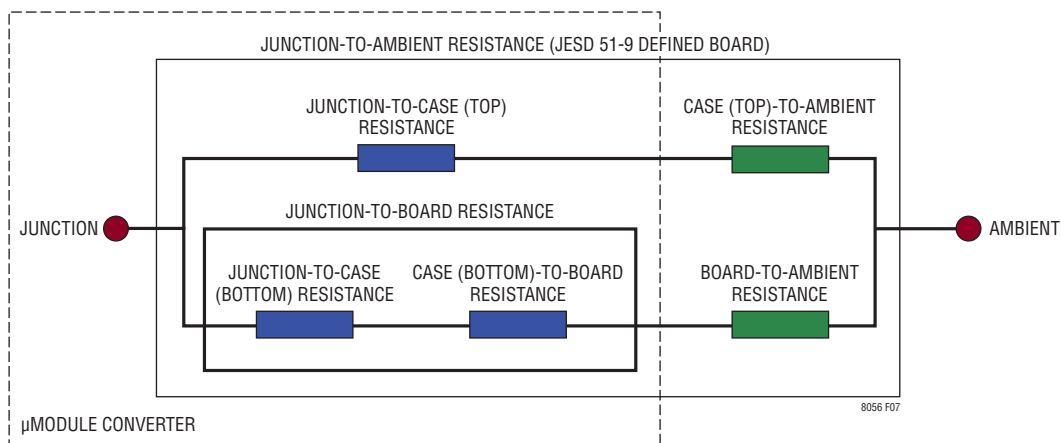 JUNCTION-TO-AMBIENT RESISTANCE (JESD 51-9 DEFINED BOARD)
JUNCTION-TO-CASE (TOP)
RESISTANCE
CASE (TOP)-TO-AMBIENT
RESISTANCE
JUNCTION
JUNCTION-TO-BOARD RESISTANCE
AMBIENT
JUNCTION-TO-CASE
(BOTTOM) RESISTANCE
CASE (BOTTOM)-TO-BOARD
RESISTANCE
BOARD-TO-AMBIENT
RESISTANCE
8056 F07
µMODULE CONVERTER